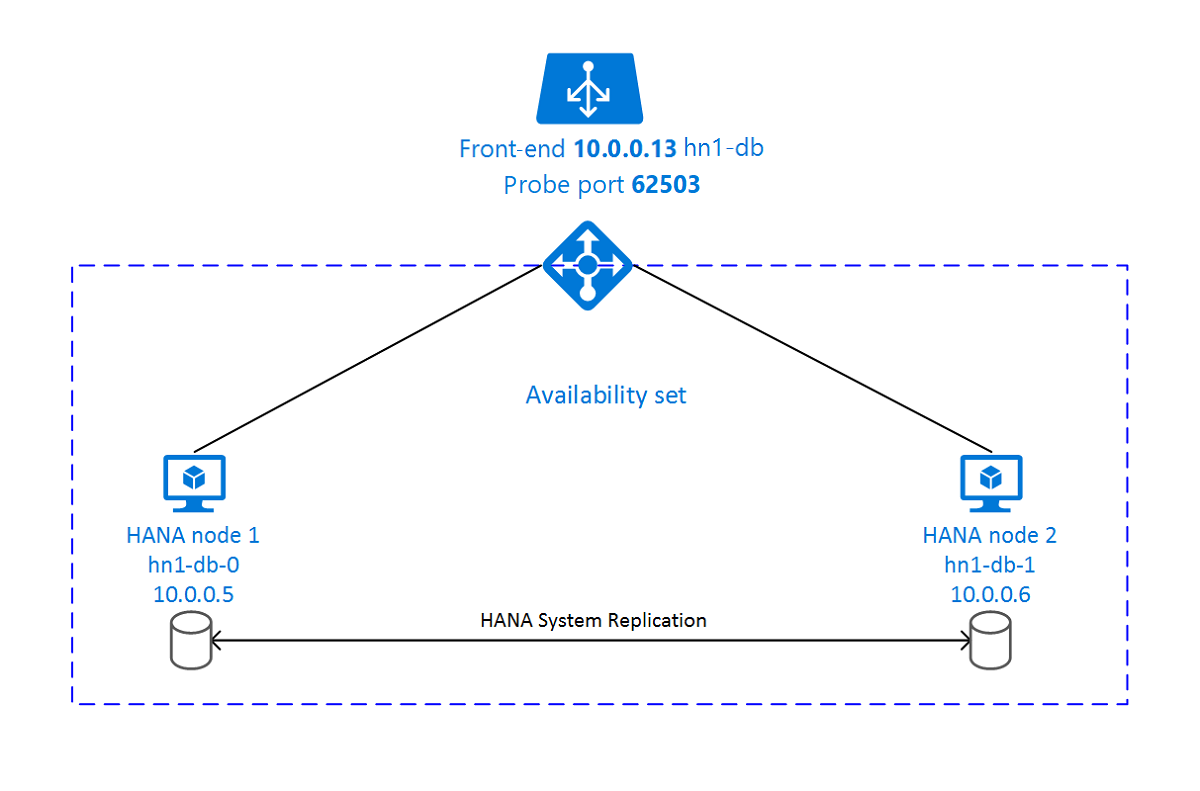 Front-end 10.0.0.13 hn1-db
Probe port 62503
Availability set
HANA node 1
hn1-db-0
10.0.0.5
HANA node 2
hn1-db-1
10.0.0.6
HANA System Replication